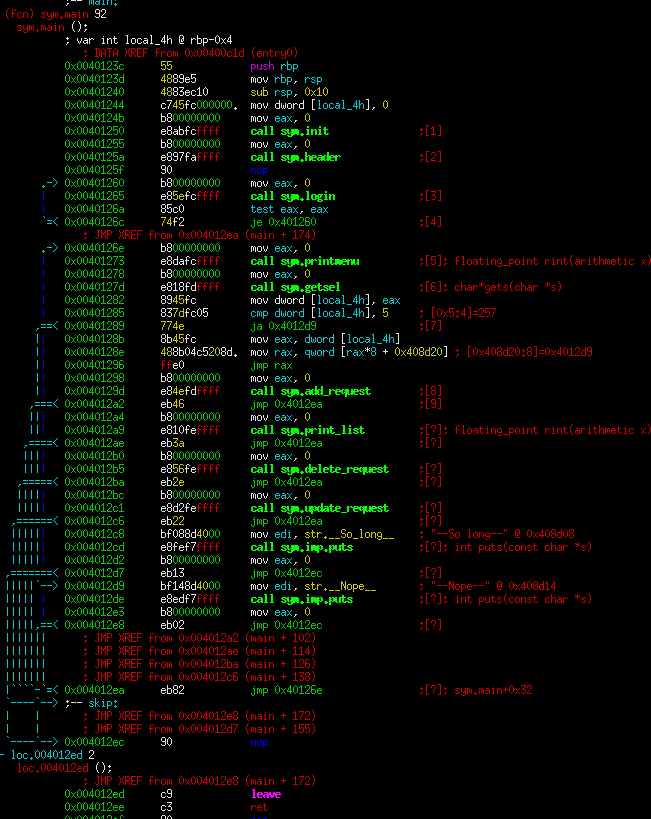 ;-- main:
(fcn) sym.main 92
sym.main ();
; var int local_4h @ rbp-0x4
; DATA XREF from 0x00400c1d (entry0)
0x0040123c 55 push rbp
0x0040123d 4889e5 mov rbp, rsp
0x00401240 4883ec10 sub rsp, 0x10
0x00401244 c745fc000000. mov dword [local_4h], 0
0x0040124b b800000000 mov eax, 0
0x00401250 e8abfcffff call sym.init ;[1]
0x00401255 b800000000 mov eax, 0
0x0040125a e897faffff call sym.header ;[2]
0x0040125f 90 nop
.-> 0x00401260 b800000000 mov eax, 0
0x00401265 e85efcffff call sym.login ;[3]
0x0040126a 85c0 test eax, eax
`=< 0x0040126c 74f2 je 0x401260 ;[4]
; JMP XREF from 0x004012ea (main + 174)
.-> 0x0040126e b800000000 mov eax, 0
0x00401273 e8dafcffff call sym.printmenu ;[5]; floating_point rint(arithmetic x)
0x00401278 b800000000 mov eax, 0
0x0040127d e818fdffff call sym.getsel ;[6]; char*gets(char *s)
0x00401282 8945fc mov dword [local_4h], eax
0x00401285 837dfc05 cmp dword [local_4h], 5 ; [0x5:4]=257
,==< 0x00401289 774e ja 0x4012d9 ;[7]
|| 0x0040128b 8b45fc mov eax, dword [local_4h]
|| 0x0040128e 488b04c5208d. mov rax, qword [rax*8 + 0x408d20] ; [0x408d20:8]=0x4012d9
|| 0x00401296 ffe0 jmp rax
|| 0x00401298 b800000000 mov eax, 0
|| 0x0040129d e84efdffff call sym.add_request ;[8]
,===< 0x004012a2 eb46 jmp 0x4012ea ;[9]
||| 0x004012a4 b800000000 mov eax, 0
||| 0x004012a9 e810feffff call sym.print_list ;[?]; floating_point rint(arithmetic x)
,====< 0x004012ae eb3a jmp 0x4012ea ;[?]
|||| 0x004012b0 b800000000 mov eax, 0
|||| 0x004012b5 e856feffff call sym.delete_request ;[?]
,=====< 0x004012ba eb2e jmp 0x4012ea ;[?]
||||| 0x004012bc b800000000 mov eax, 0
||||| 0x004012c1 e8d2feffff call sym.update_request ;[?]
,======< 0x004012c6 eb22 jmp 0x4012ea ;[?]
|||||| 0x004012c8 bf088d4000 mov edi, str.__So_long__ ; "--So long--" @ 0x408d08
|||||| 0x004012cd e8fef7ffff call sym.imp.puts ;[?]; int puts(const char *s)
|||||| 0x004012d2 b800000000 mov eax, 0
,=======< 0x004012d7 eb13 jmp 0x4012ec ;[?]
|||||`--> 0x004012d9 bf148d4000 mov edi, str.__Nope__ ; "--Nope--" @ 0x408d14
||||| 0x004012de e8edf7ffff call sym.imp.puts ;[?]; int puts(const char *s)
||||| 0x004012e3 b800000000 mov eax, 0
|||||,==< 0x004012e8 eb02 jmp 0x4012ec ;[?]
||||||| ; JMP XREF from 0x004012a2 (main + 102)
||||||| ; JMP XREF from 0x004012ae (main + 114)
||||||| ; JMP XREF from 0x004012ba (main + 126)
||||||| ; JMP XREF from 0x004012c6 (main + 138)
|````-`=< 0x004012ea eb82 jmp 0x40126e ;[?]; sym.main+0x32
`----`--> ;-- skip:
| | ; JMP XREF from 0x004012e8 (main + 172)
| | ; JMP XREF from 0x004012d7 (main + 155)
`----`--> 0x004012ec 90 nop
- loc.004012ed 2
loc.004012ed ();
; JMP XREF from 0x004012e8 (main + 172)
0x004012ed c9 leave
0x004012ee c3 ret